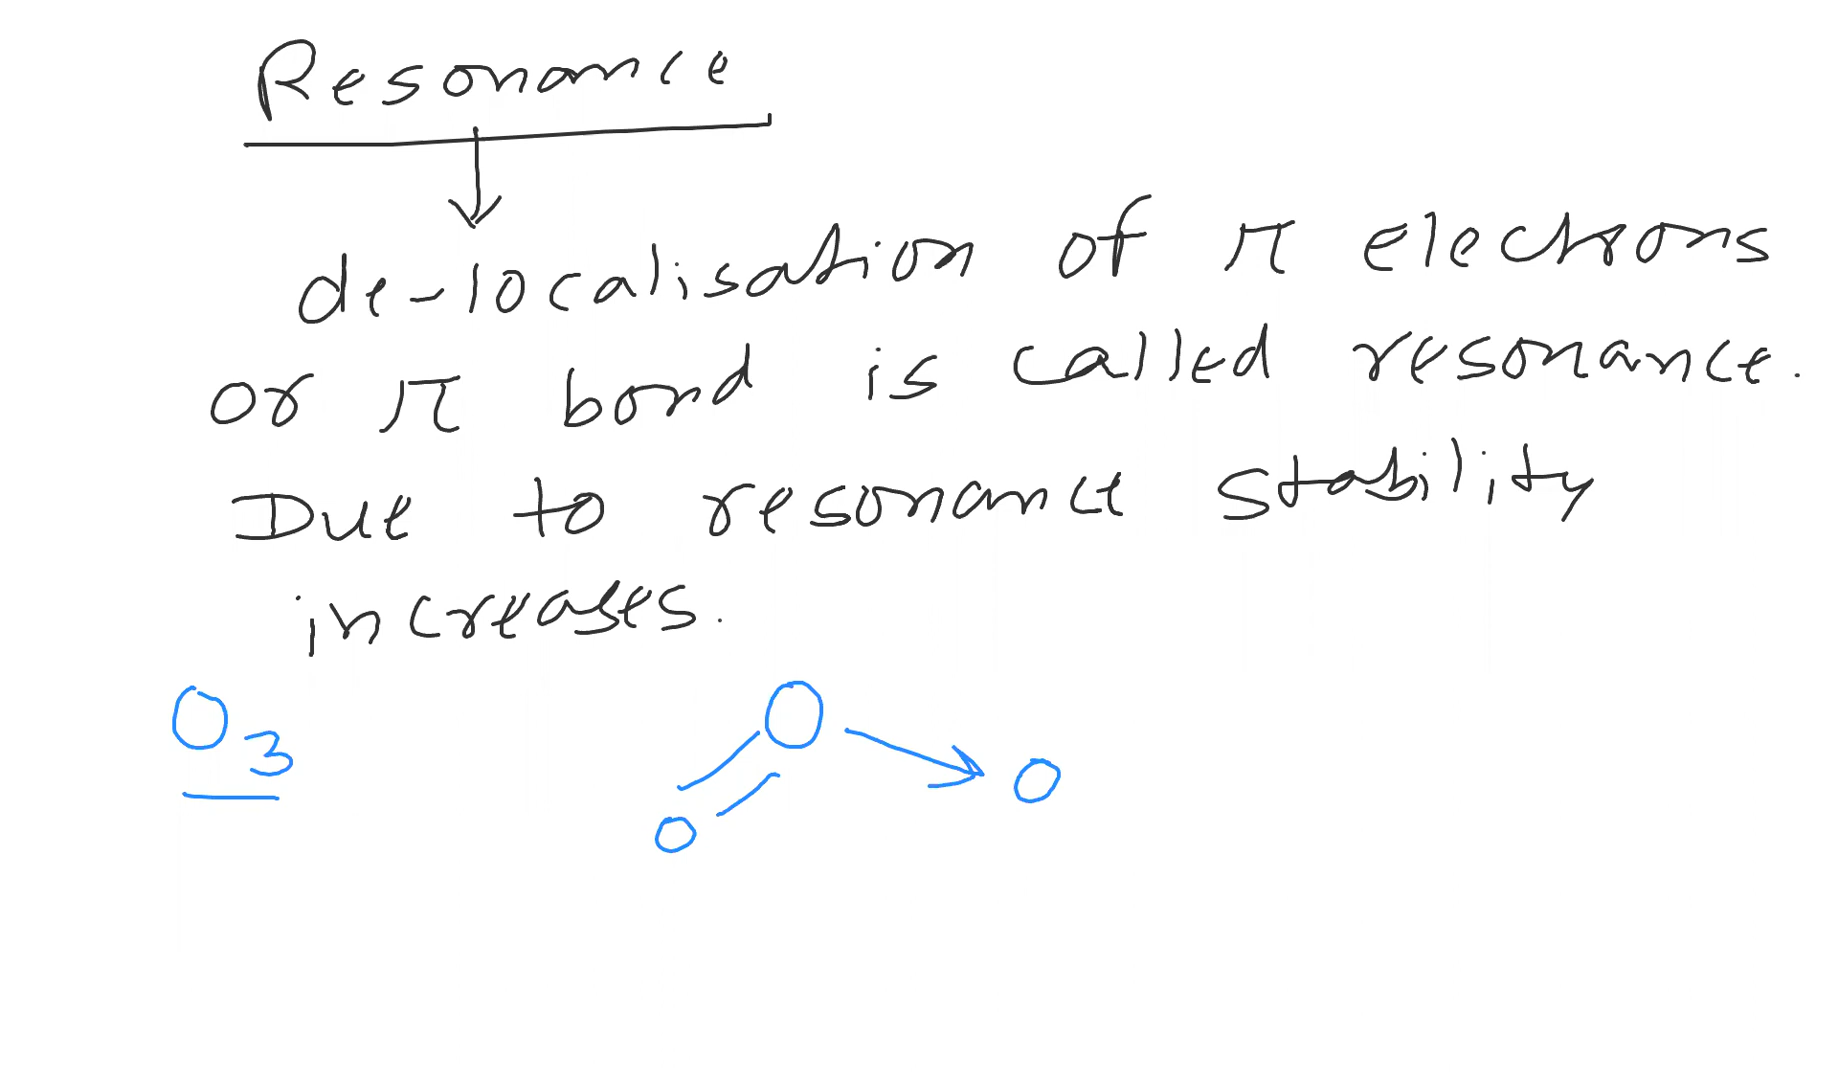 Resonance
de-localisation of π electrons
or π bond is called resonance.
Due to resonance stability
increases.
O3 O
O
O